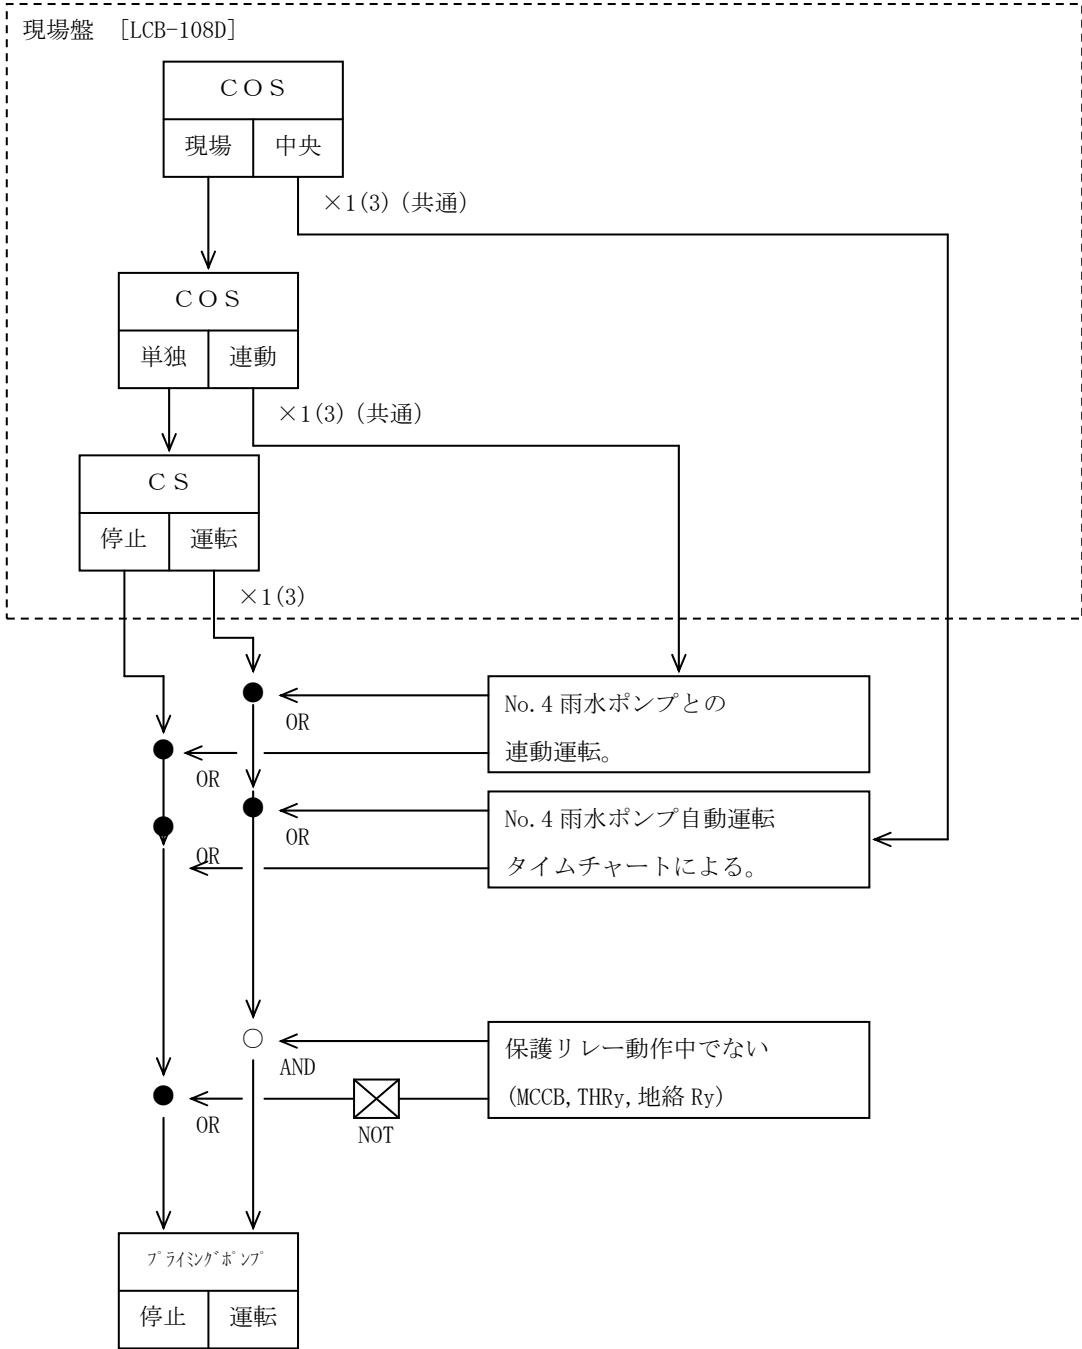 現場盤 [LCB-108D]
COS
現場 中央
×1(3)(共通)
COS
単独 連動
×1(3)(共通)
CS
停止 運転
×1(3)
No.4雨水ポンプとの
OR
連動運転。
OR
No.4雨水ポンプ自動運転
OR
OR
タイムチャートによる。
保護リレー動作中でない
AND
(MCCB,THRy,地絡Ry)
OR
NOT
プライミングポンプ
停止 運転